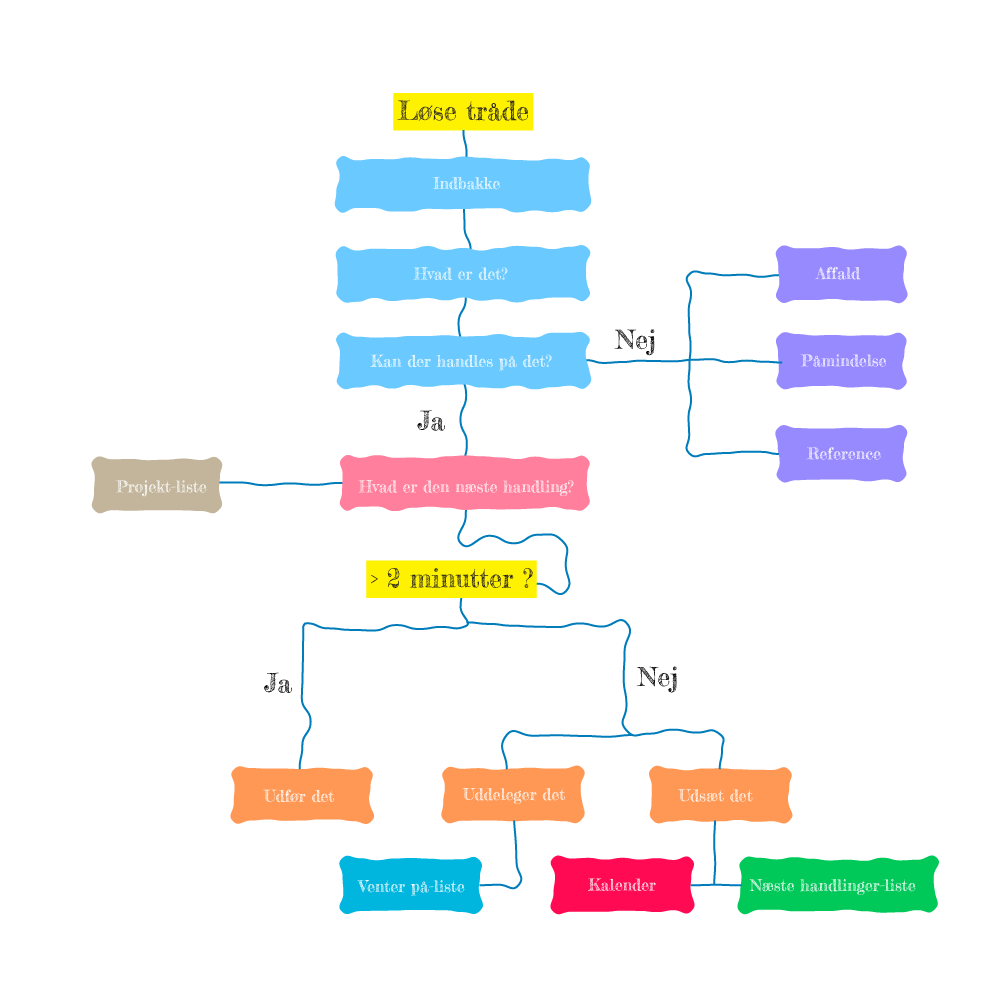 Løse tråde
Indbakke
Hvad er det?
Affald
Kan der handles på det?
Nej
Påmindelse
Ja
Reference
Projekt-liste
Hvad er den næste handling?
> 2 minutter ?
Ja
Nej
Udfør det
Uddeleger det
Udsæt det
Venter på-liste
Kalender
Næste handlinger-liste